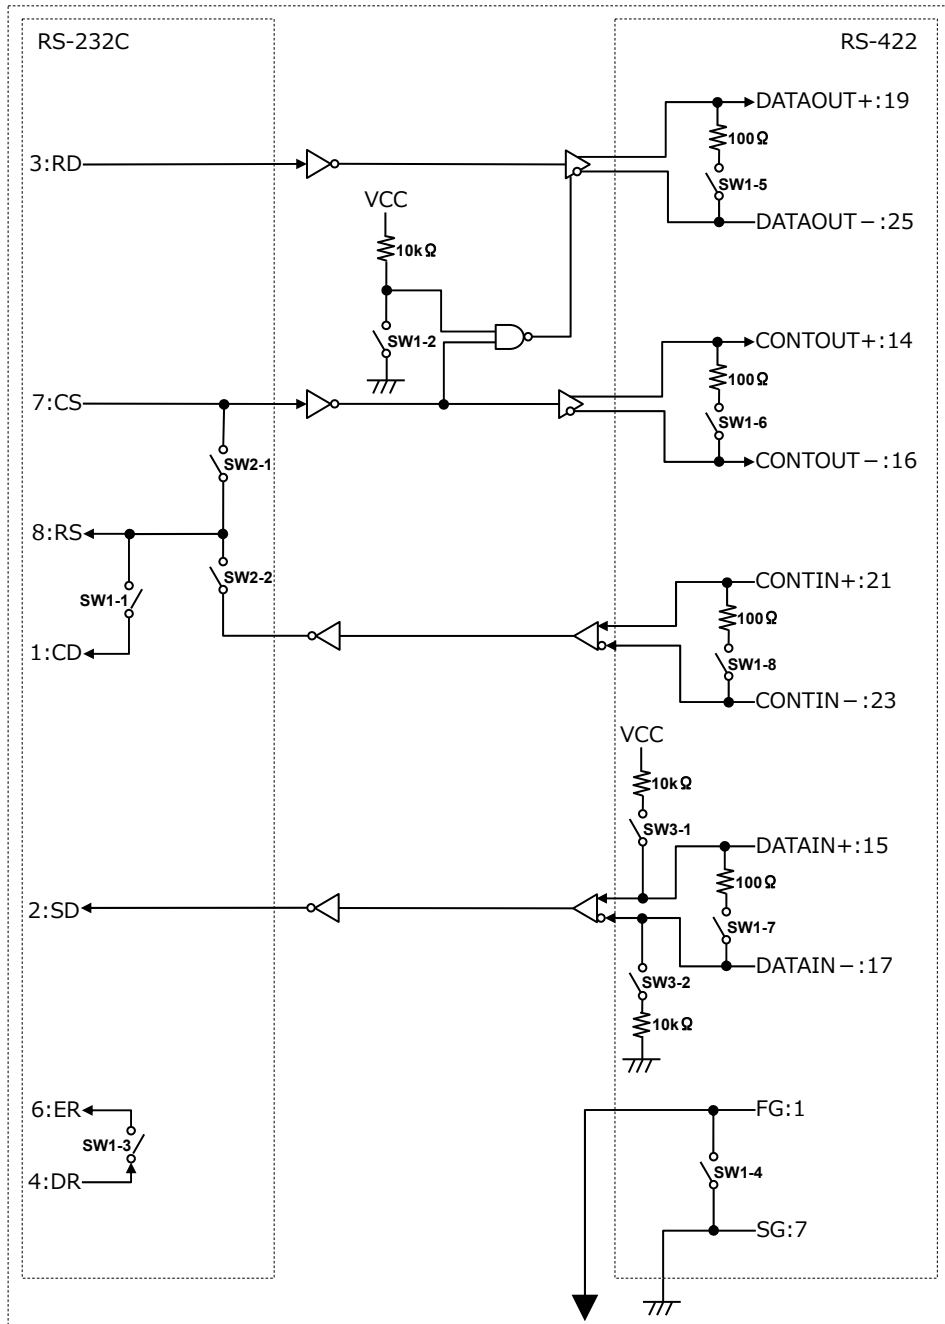 RS-232C
RS-422
DATAOUT+:19
100Ω
3:RD
SW1-5
VCC
DATAOUT−:25
10kΩ
SW1-2
CONTOUT+:14
100Ω
7:CS
SW1-6
SW2-1
CONTOUT−:16
8:RS
SW2-2
CONTIN+:21
SW1-1
100Ω
1:CD
SW1-8
CONTIN−:23
VCC
10kΩ
SW3-1
DATAIN+:15
100Ω
2:SD
SW1-7
DATAIN−:17
SW3-2
10kΩ
6:ER
FG:1
SW1-3
SW1-4
4:DR
SG:7